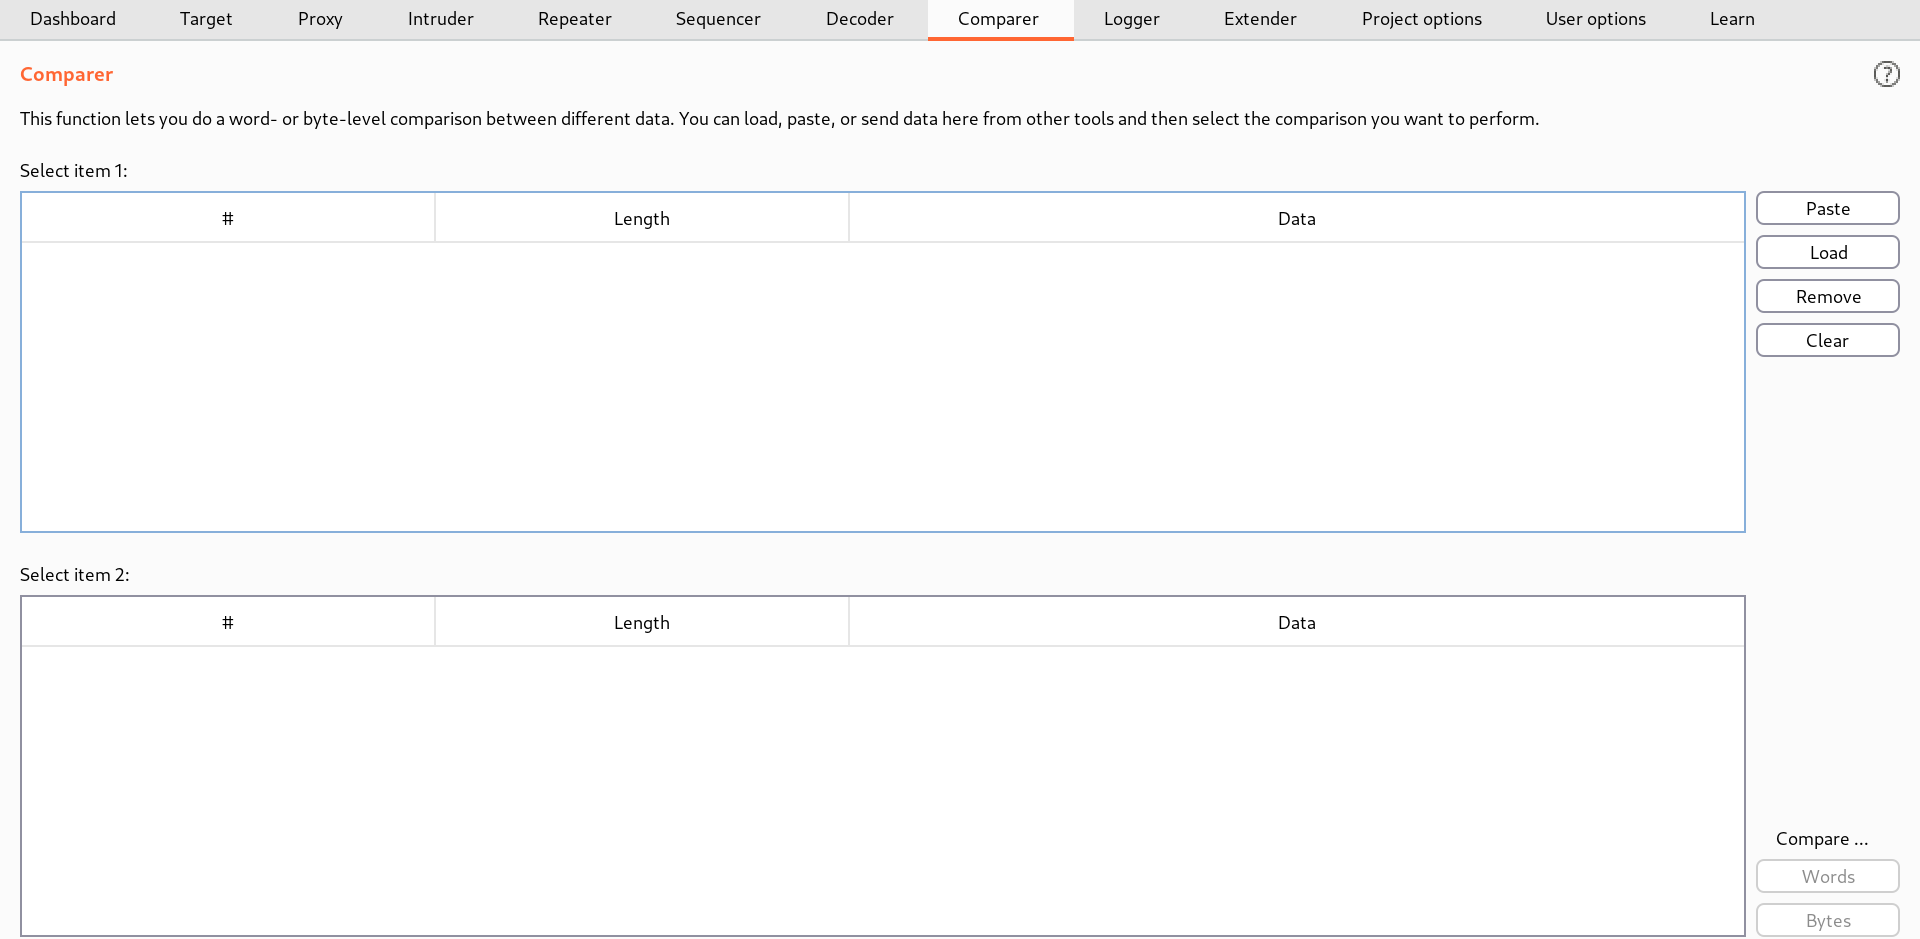 Dashboard Target Proxy Intruder Repeater Sequencer Decoder Comparer Logger Extender Project options User options Learn
Comparer
?
This function lets you do a word- or byte-level comparison between different data. You can load, paste, or send data here from other tools and then select the comparison you want to perform.
Select item 1:
# Length Data
Paste
Load
Remove
Clear
Select item 2:
# Length Data
Compare ...
Words
Bytes